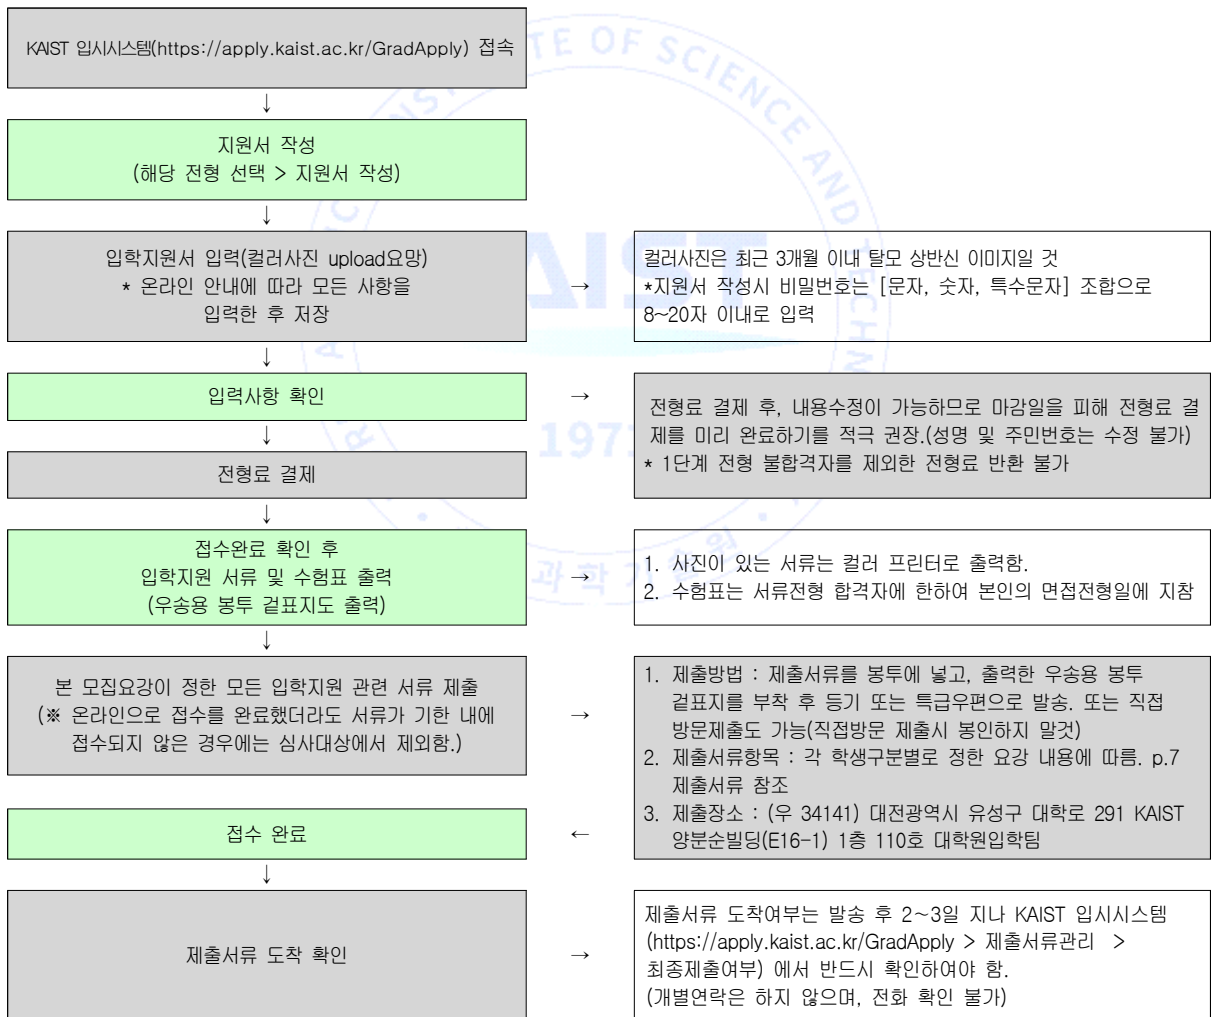 KAIST 입시시스템(https://apply.kaist.ac.kr/GradApply) 접속
↓
지원서 작성
(해당 전형 선택 > 지원서 작성)
↓
입학지원서 입력(컬러사진 upload요망)
* 온라인 안내에 따라 모든 사항을
입력한 후 저장
→
컬러사진은 최근 3개월 이내 탈모 상반신 이미지일 것
*지원서 작성시 비밀번호는 [문자, 숫자, 특수문자] 조합으로
8~20자 이내로 입력
↓
입력사항 확인
→
전형료 결제 후, 내용수정이 가능하므로 마감일을 피해 전형료 결
제를 미리 완료하기를 적극 권장.(성명 및 주민번호는 수정 불가)
* 1단계 전형 불합격자를 제외한 전형료 반환 불가
↓
전형료 결제
↓
접수완료 확인 후
입학지원 서류 및 수험표 출력
(우송용 봉투 겉표지도 출력)
→
1. 사진이 있는 서류는 컬러 프린터로 출력함.
2. 수험표는 서류전형 합격자에 한하여 본인의 면접전형일에 지참
↓
본 모집요강이 정한 모든 입학지원 관련 서류 제출
(※ 온라인으로 접수를 완료했더라도 서류가 기한 내에
접수되지 않은 경우에는 심사대상에서 제외함.)
→
1. 제출방법 : 제출서류를 봉투에 넣고, 출력한 우송용 봉투
겉표지를 부착 후 등기 또는 특급우편으로 발송. 또는 직접
방문제출도 가능(직접방문 제출시 봉인하지 말것)
2. 제출서류항목 : 각 학생구분별로 정한 요강 내용에 따름. p.7
제출서류 참조
3. 제출장소 : (우 34141) 대전광역시 유성구 대학로 291 KAIST
양분순빌딩(E16-1) 1층 110호 대학원입학팀
접수 완료
←
↓
제출서류 도착 확인
→
제출서류 도착여부는 발송 후 2~3일 지나 KAIST 입시시스템
(https://apply.kaist.ac.kr/GradApply > 제출서류관리 >
최종제출여부) 에서 반드시 확인하여야 함.
(개별연락은 하지 않으며, 전화 확인 불가)